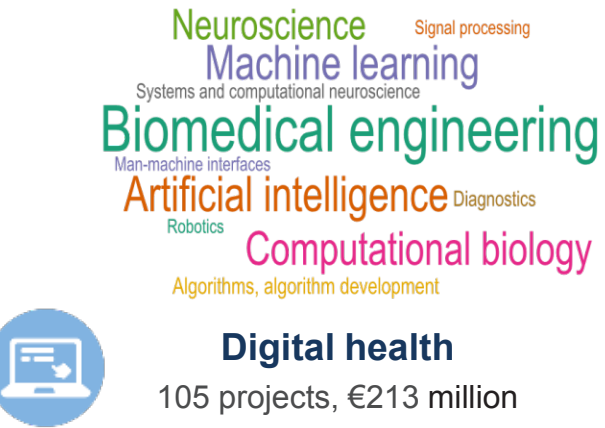 Neuroscience
Signal processing
Machine learning
Systems and computational neuroscience
Biomedical engineering
Man-machine interfaces
Artificial intelligence
Diagnostics
Robotics
Computational biology
Algorithms, algorithm development
Digital health
105 projects, €213 million